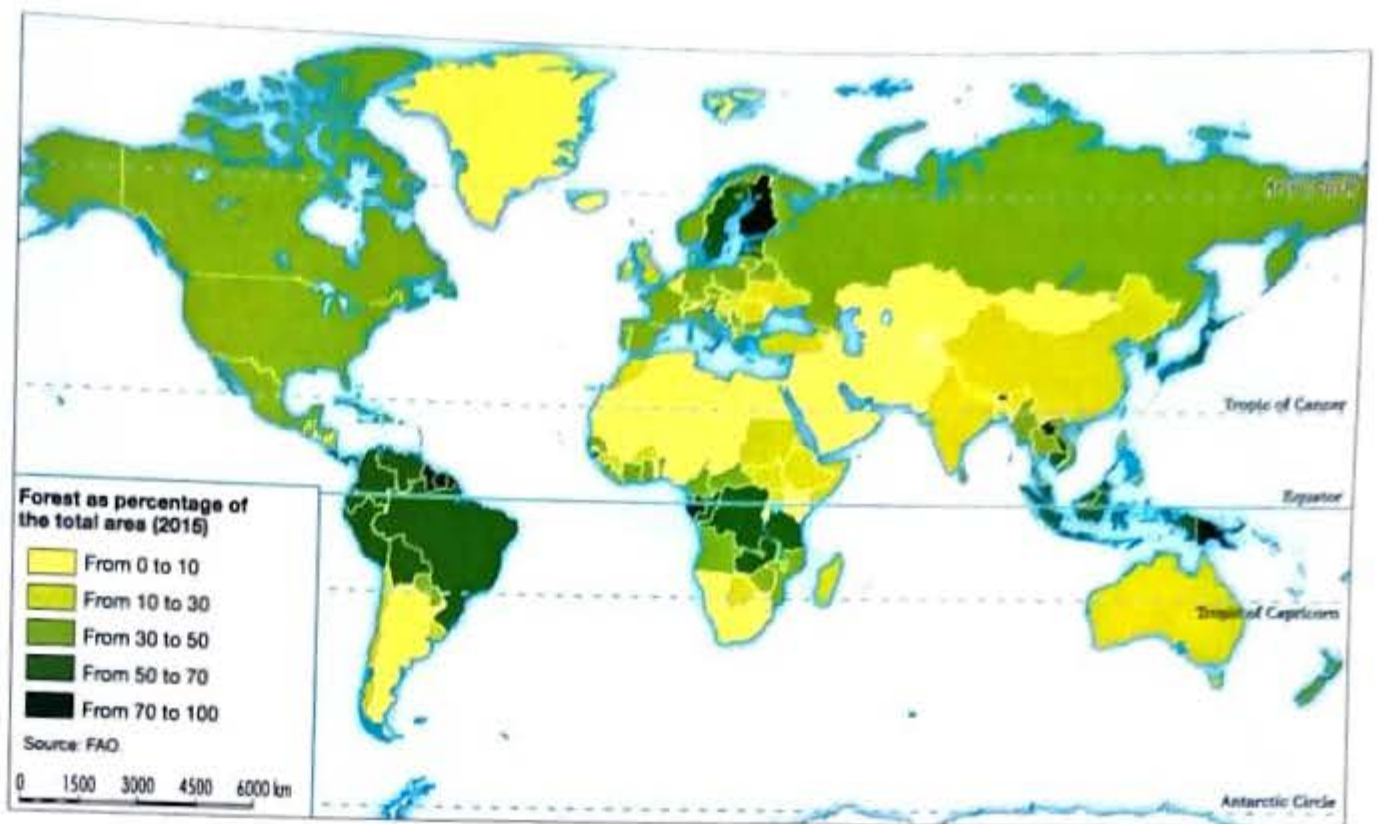 Tropic of Cancer
Equator
Tropic of Capricorn
Antarctic Circle
Forest as percentage of
the total area (2015)
From 0 to 10
From 10 to 30
From 30 to 50
From 50 to 70
From 70 to 100
Source: FAO
0 1500 3000 4500 6000 km